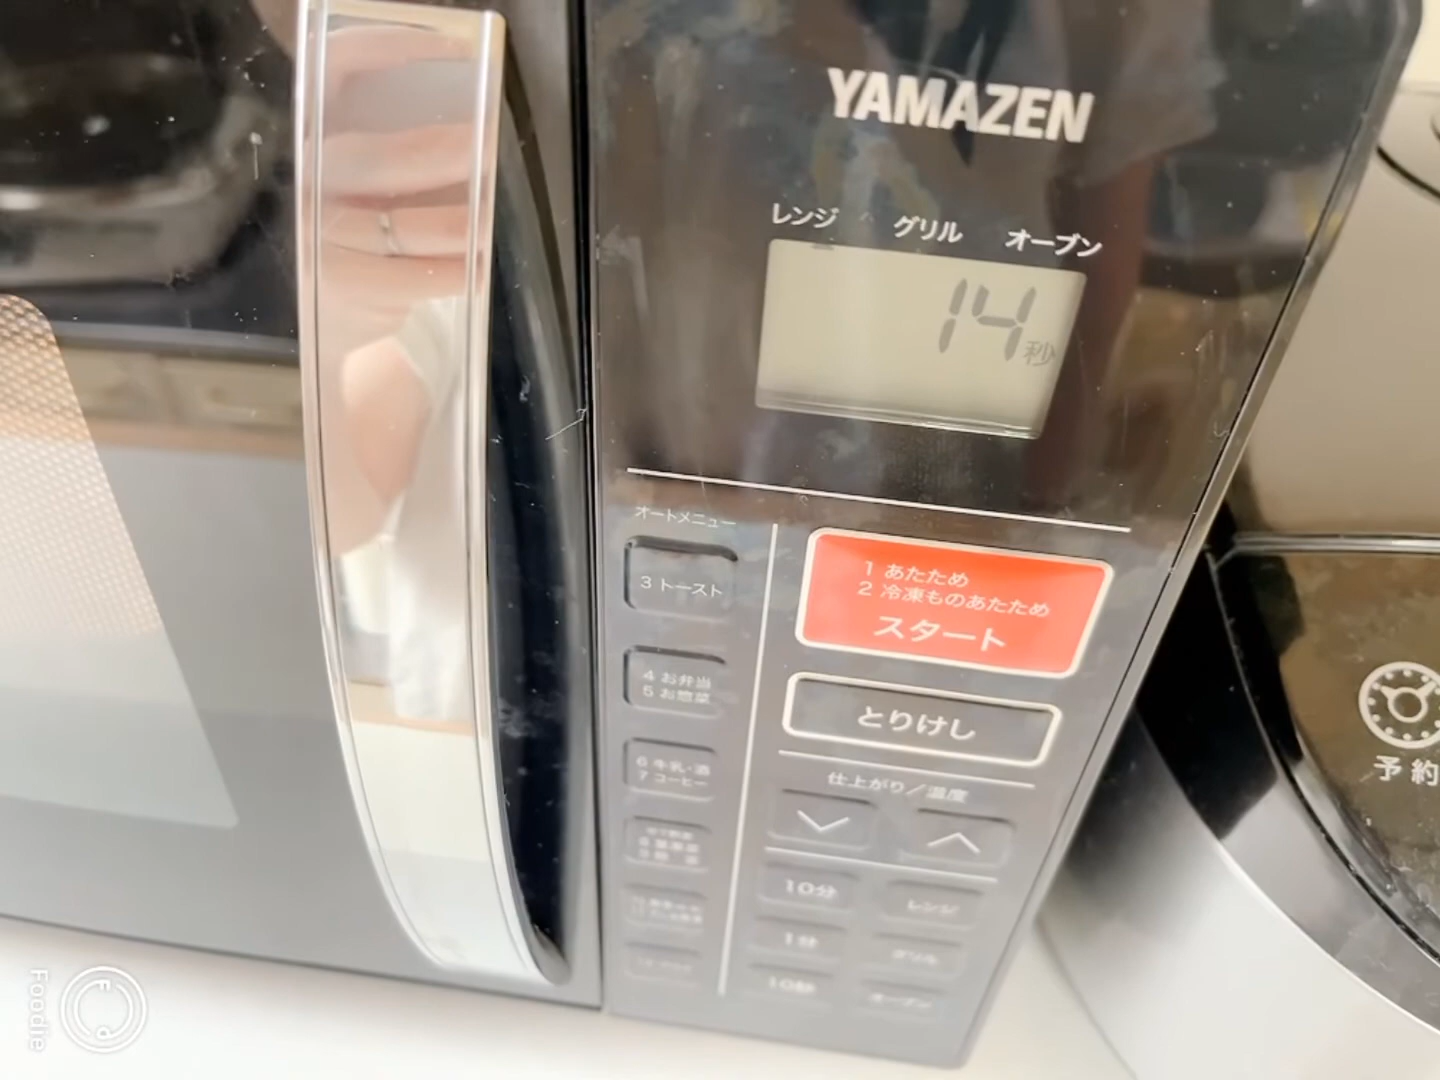 YAMAZEN
レンジ グリル オーブン
14秒
オートメニュー
3 トースト
4 お弁当
5 お惣菜
6 牛乳・酒
7 コーヒー
1 あたため
2 冷凍ものあたため
スタート
とりけし
仕上がり／温度
10分
レンジ
1分
グリル
10秒
オーブン
予約
Foodie